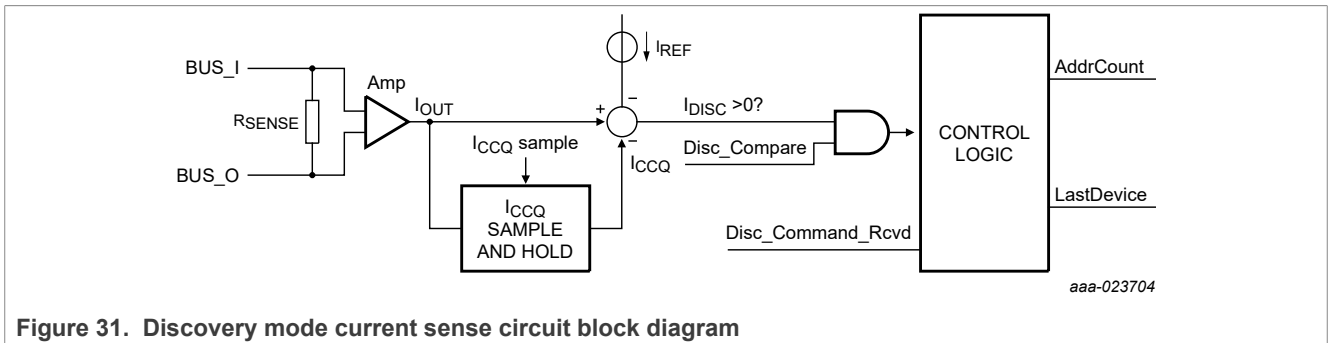 BUS_I
RSENSE
BUS_O
Amp
IOUT
ICCQ sample
ICCQ
SAMPLE
AND HOLD
IREF
+
−
−
ICCQ
IDISC >0?
Disc_Compare
Disc_Command_Rcvd
CONTROL
LOGIC
AddrCount
LastDevice
aaa-023704
Figure 31. Discovery mode current sense circuit block diagram